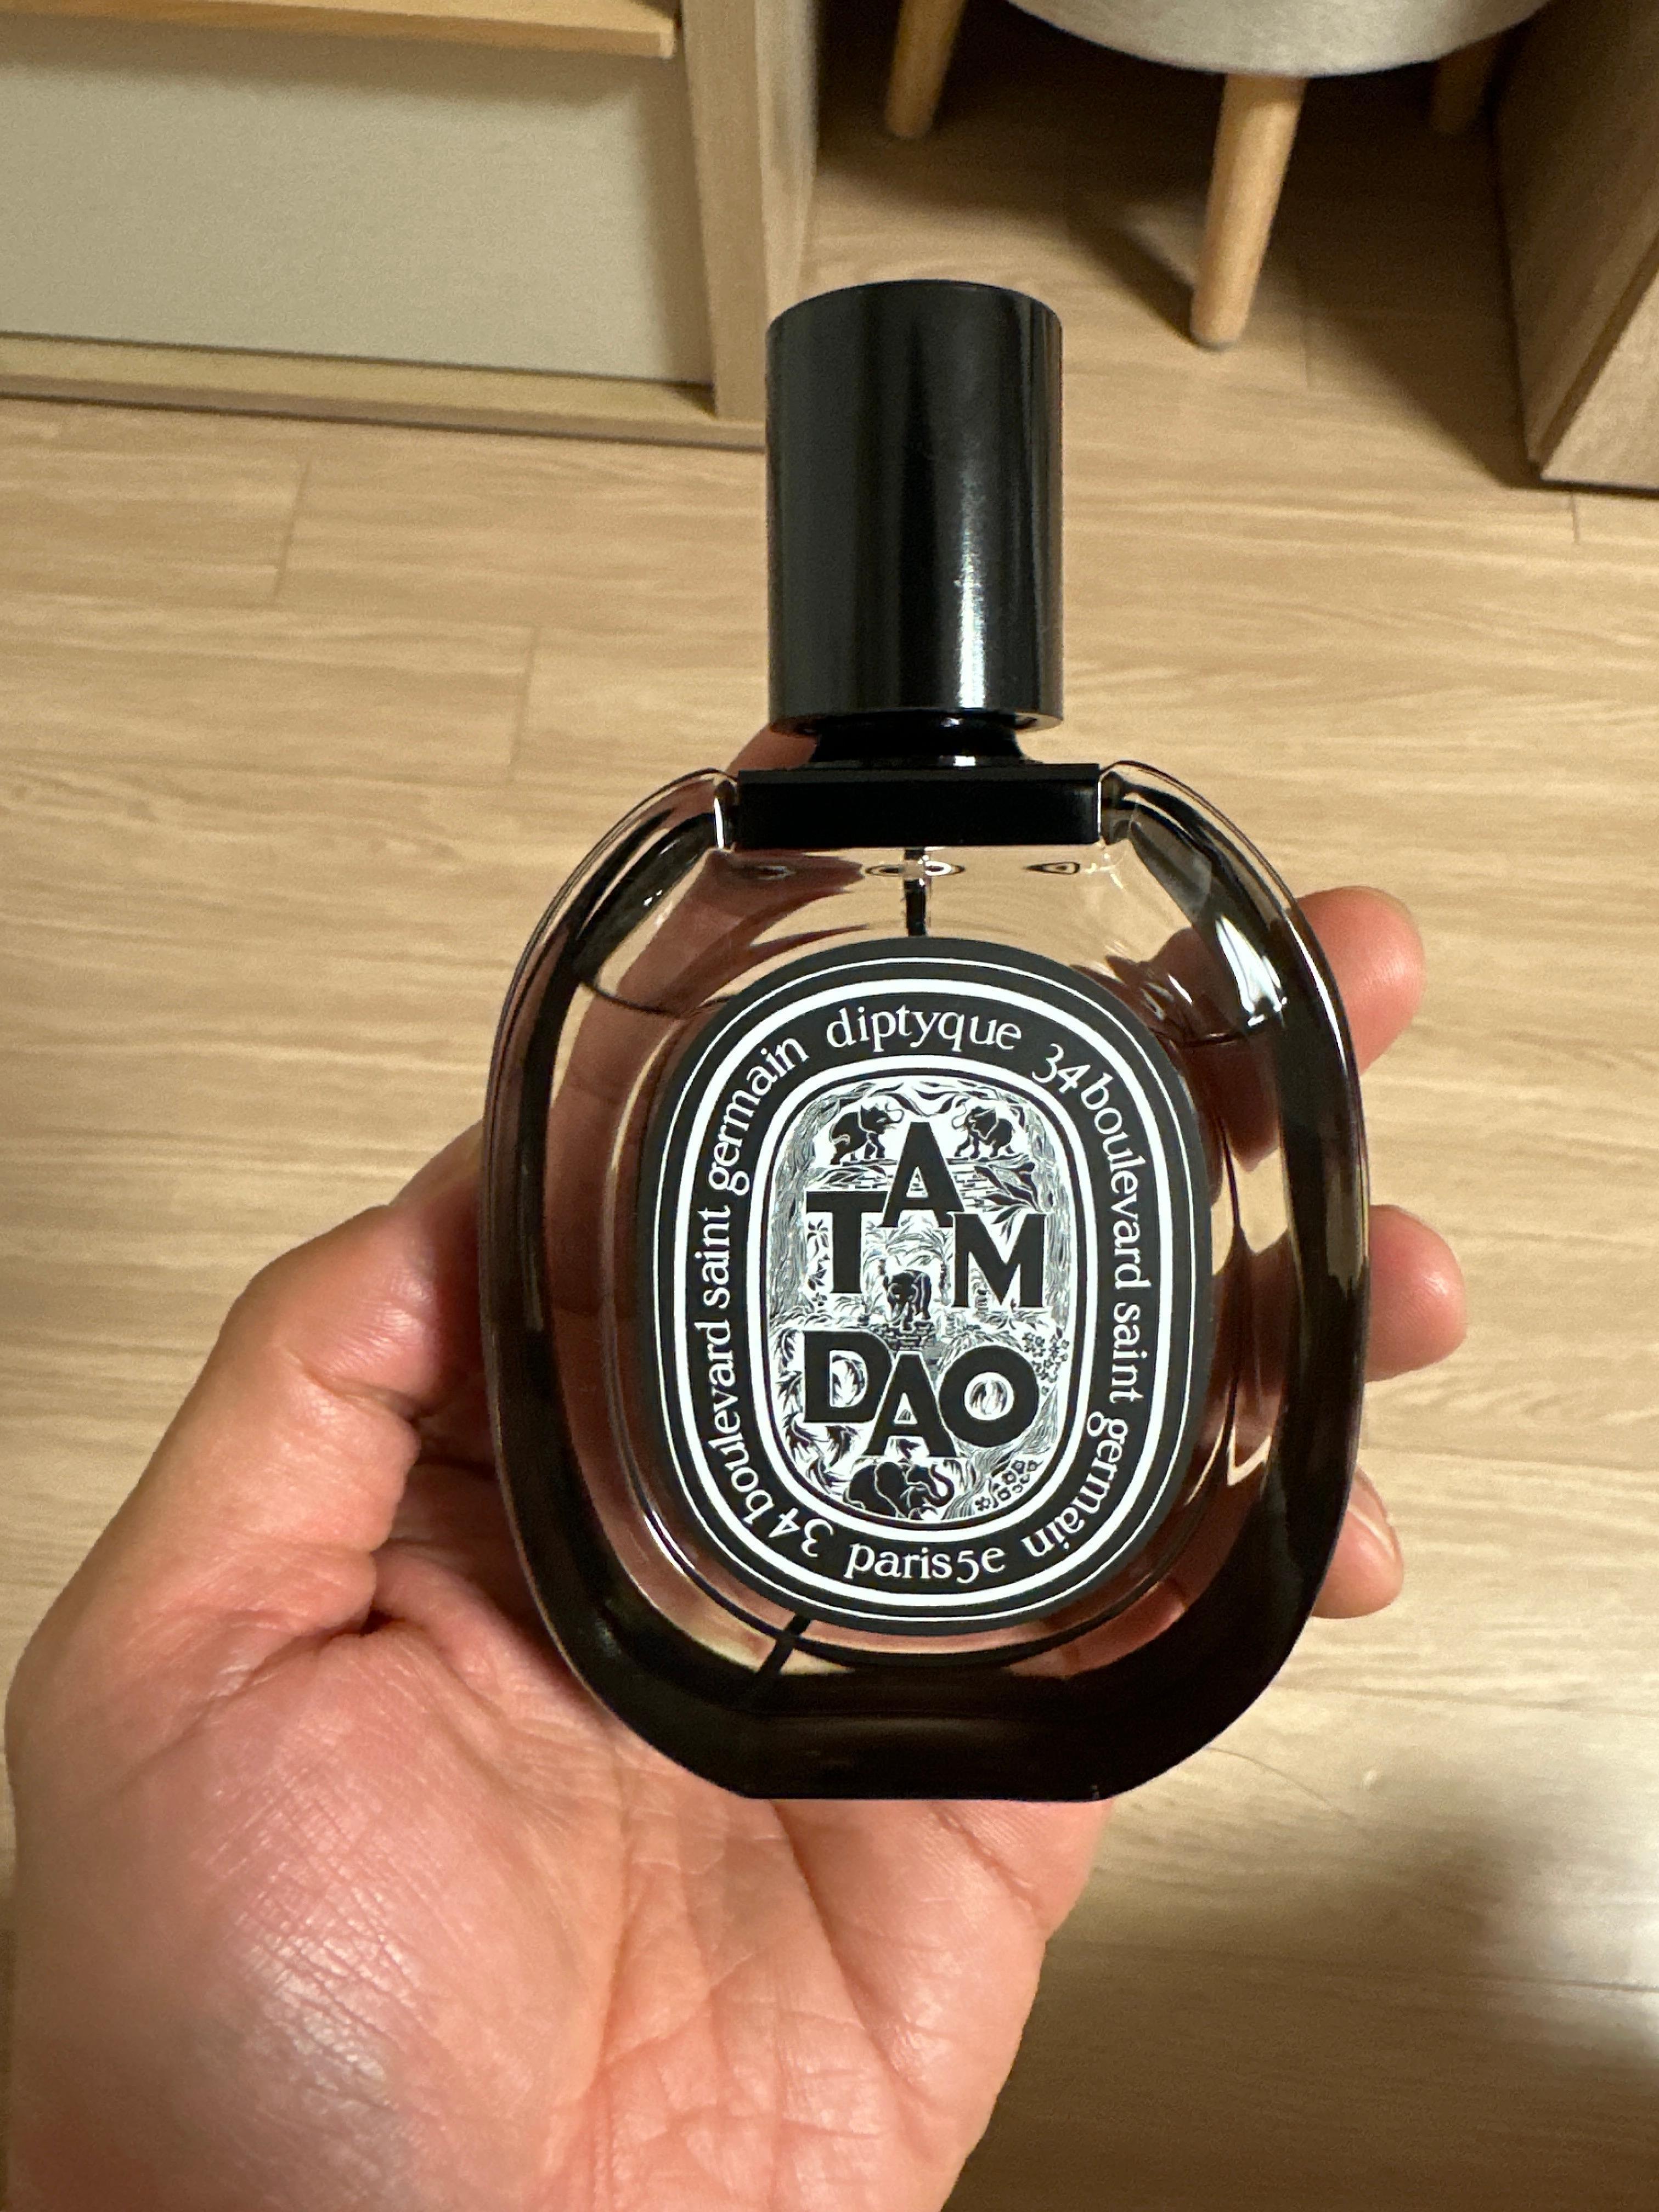 diptyque 34 boulevard saint germain paris5e 34 boulevard saint germain
TAM
DAO